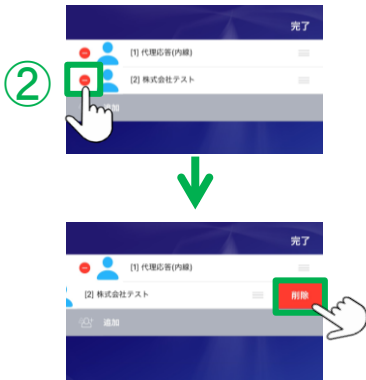 完了
[1] 代理応答(内線)
②
[2] 株式会社テスト
追加
完了
[1] 代理応答(内線)
[2] 株式会社テスト
削除
追加